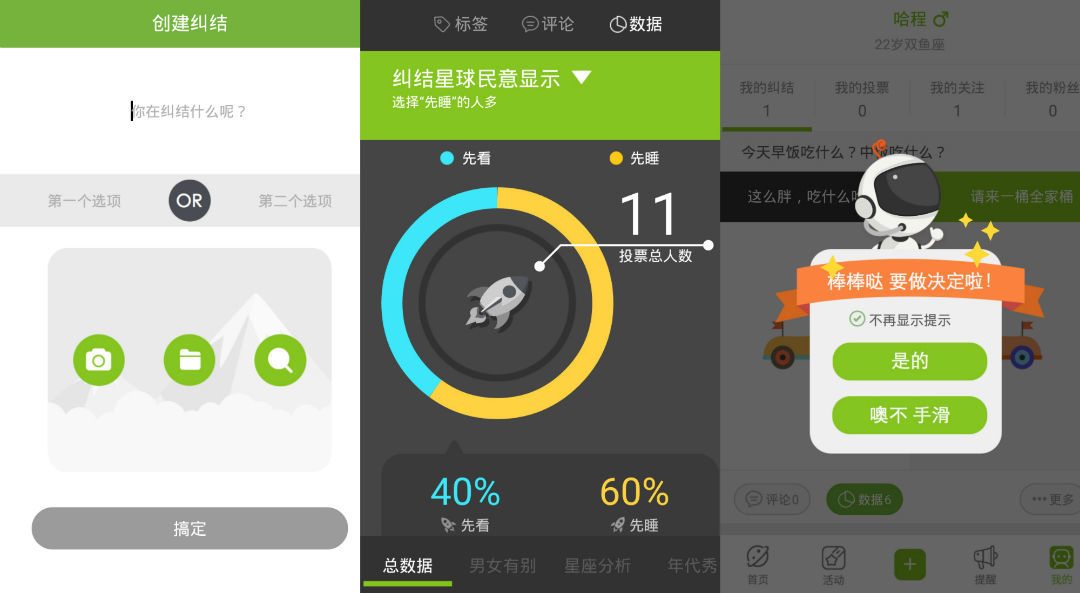 创建纠结
你在纠结什么呢？
第一个选项
OR
第二个选项
搞定
标签
评论
数据
纠结星球民意显示
选择“先睡”的人多
先看
先睡
11
投票总人数
40%
先看
60%
先睡
总数据
男女有别
星座分析
年代秀
哈程
22岁双鱼座
我的纠结
1
我的投票
0
我的关注
1
我的粉丝
0
今天早饭吃什么？中饭吃什么？
这么胖，吃什么
请来一桶全家桶
棒棒哒 要做决定啦！
不再显示提示
是的
噢不 手滑
评论0
数据6
更多
首页
活动
提醒
我的